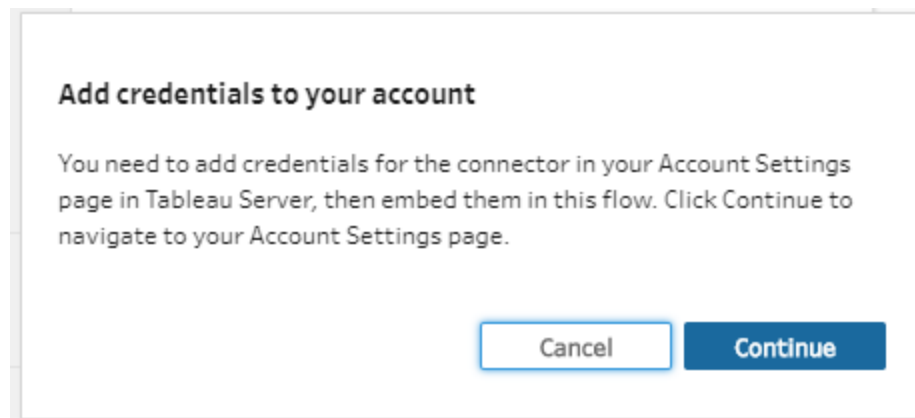 Add credentials to your account
You need to add credentials for the connector in your Account Settings
page in Tableau Server, then embed them in this flow. Click Continue to
navigate to your Account Settings page.
Cancel
Continue